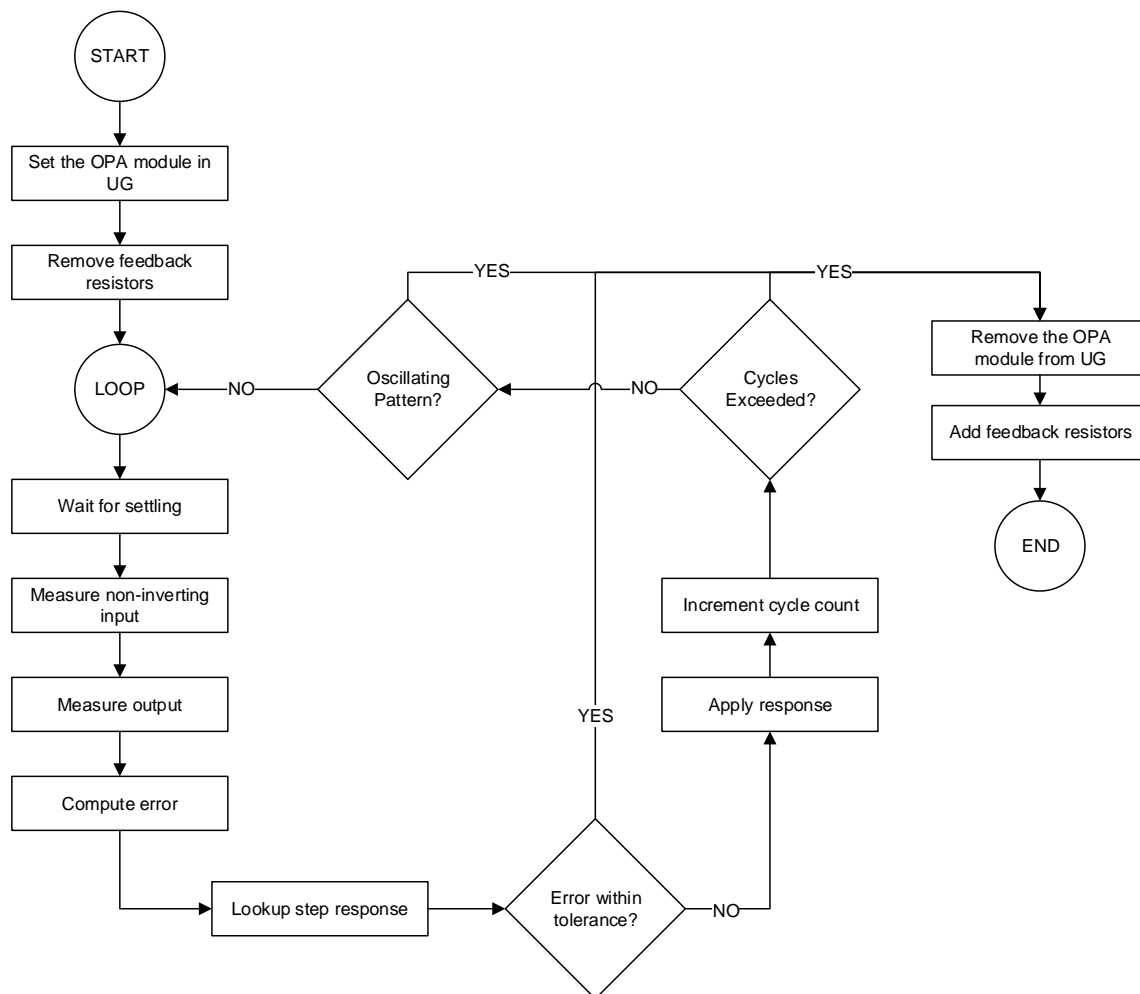 START
Set the OPA module in
UG
Remove feedback
resistors
LOOP
Wait for settling
Measure non-inverting
input
Measure output
Compute error
Lookup step response
Error within
tolerance?
NO
YES
Apply response
Increment cycle count
Cycles
Exceeded?
NO
YES
Oscillating
Pattern?
NO
YES
Remove the OPA
module from UG
Add feedback resistors
END